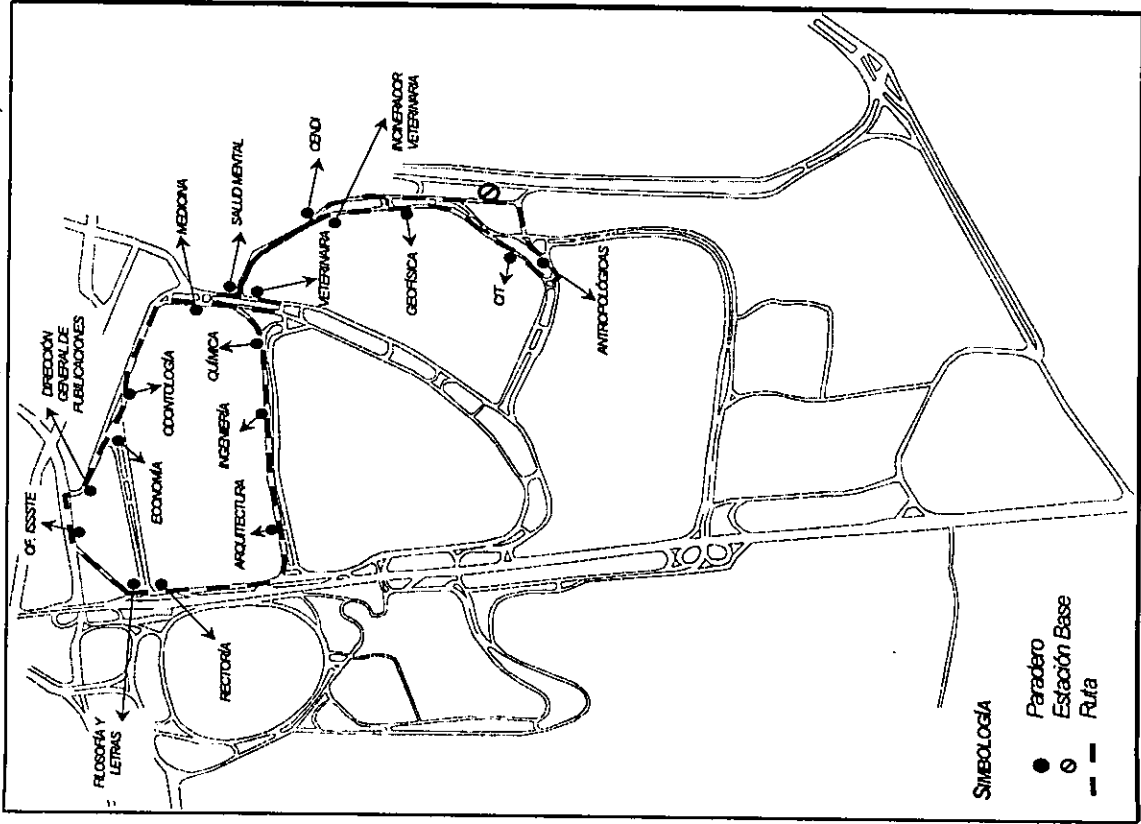 DIRECCIÓN
GENERAL DE
PUBLICACIONES
MEDICINA
OF. ISSSTE
SALUD MENTAL
ODONTOLOGÍA
ECONOMÍA
CENDI
FILOSOFÍA Y
LETRAS
QUÍMICA
VETERINAIRA
INCINERADOR
VETERINARIA
INGENIERÍA
ARQUITECTURA
RECTORÍA
GEOFÍSICA
CIT
ANTROPOLÓGICAS
SIMBOLOGÍA
Paradero
Estación Base
Ruta